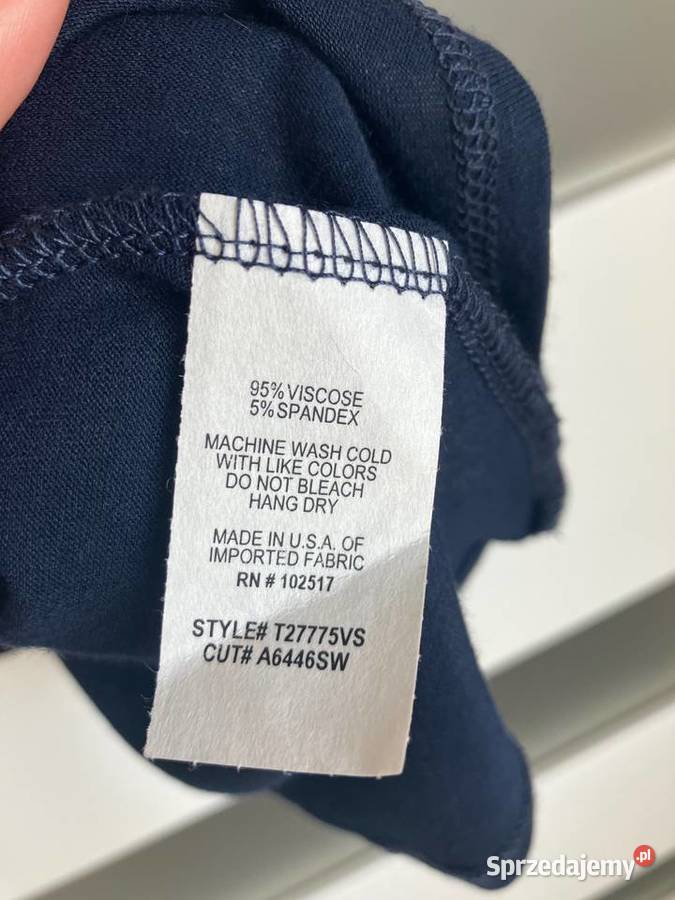 95% VISCOSE
5% SPANDEX
MACHINE WASH COLD
WITH LIKE COLORS
DO NOT BLEACH
HANG DRY
MADE IN U.S.A. OF
IMPORTED FABRIC
RN # 102517
STYLE# T27775VS
CUT# A6446SW
Sprzedajemy.pl